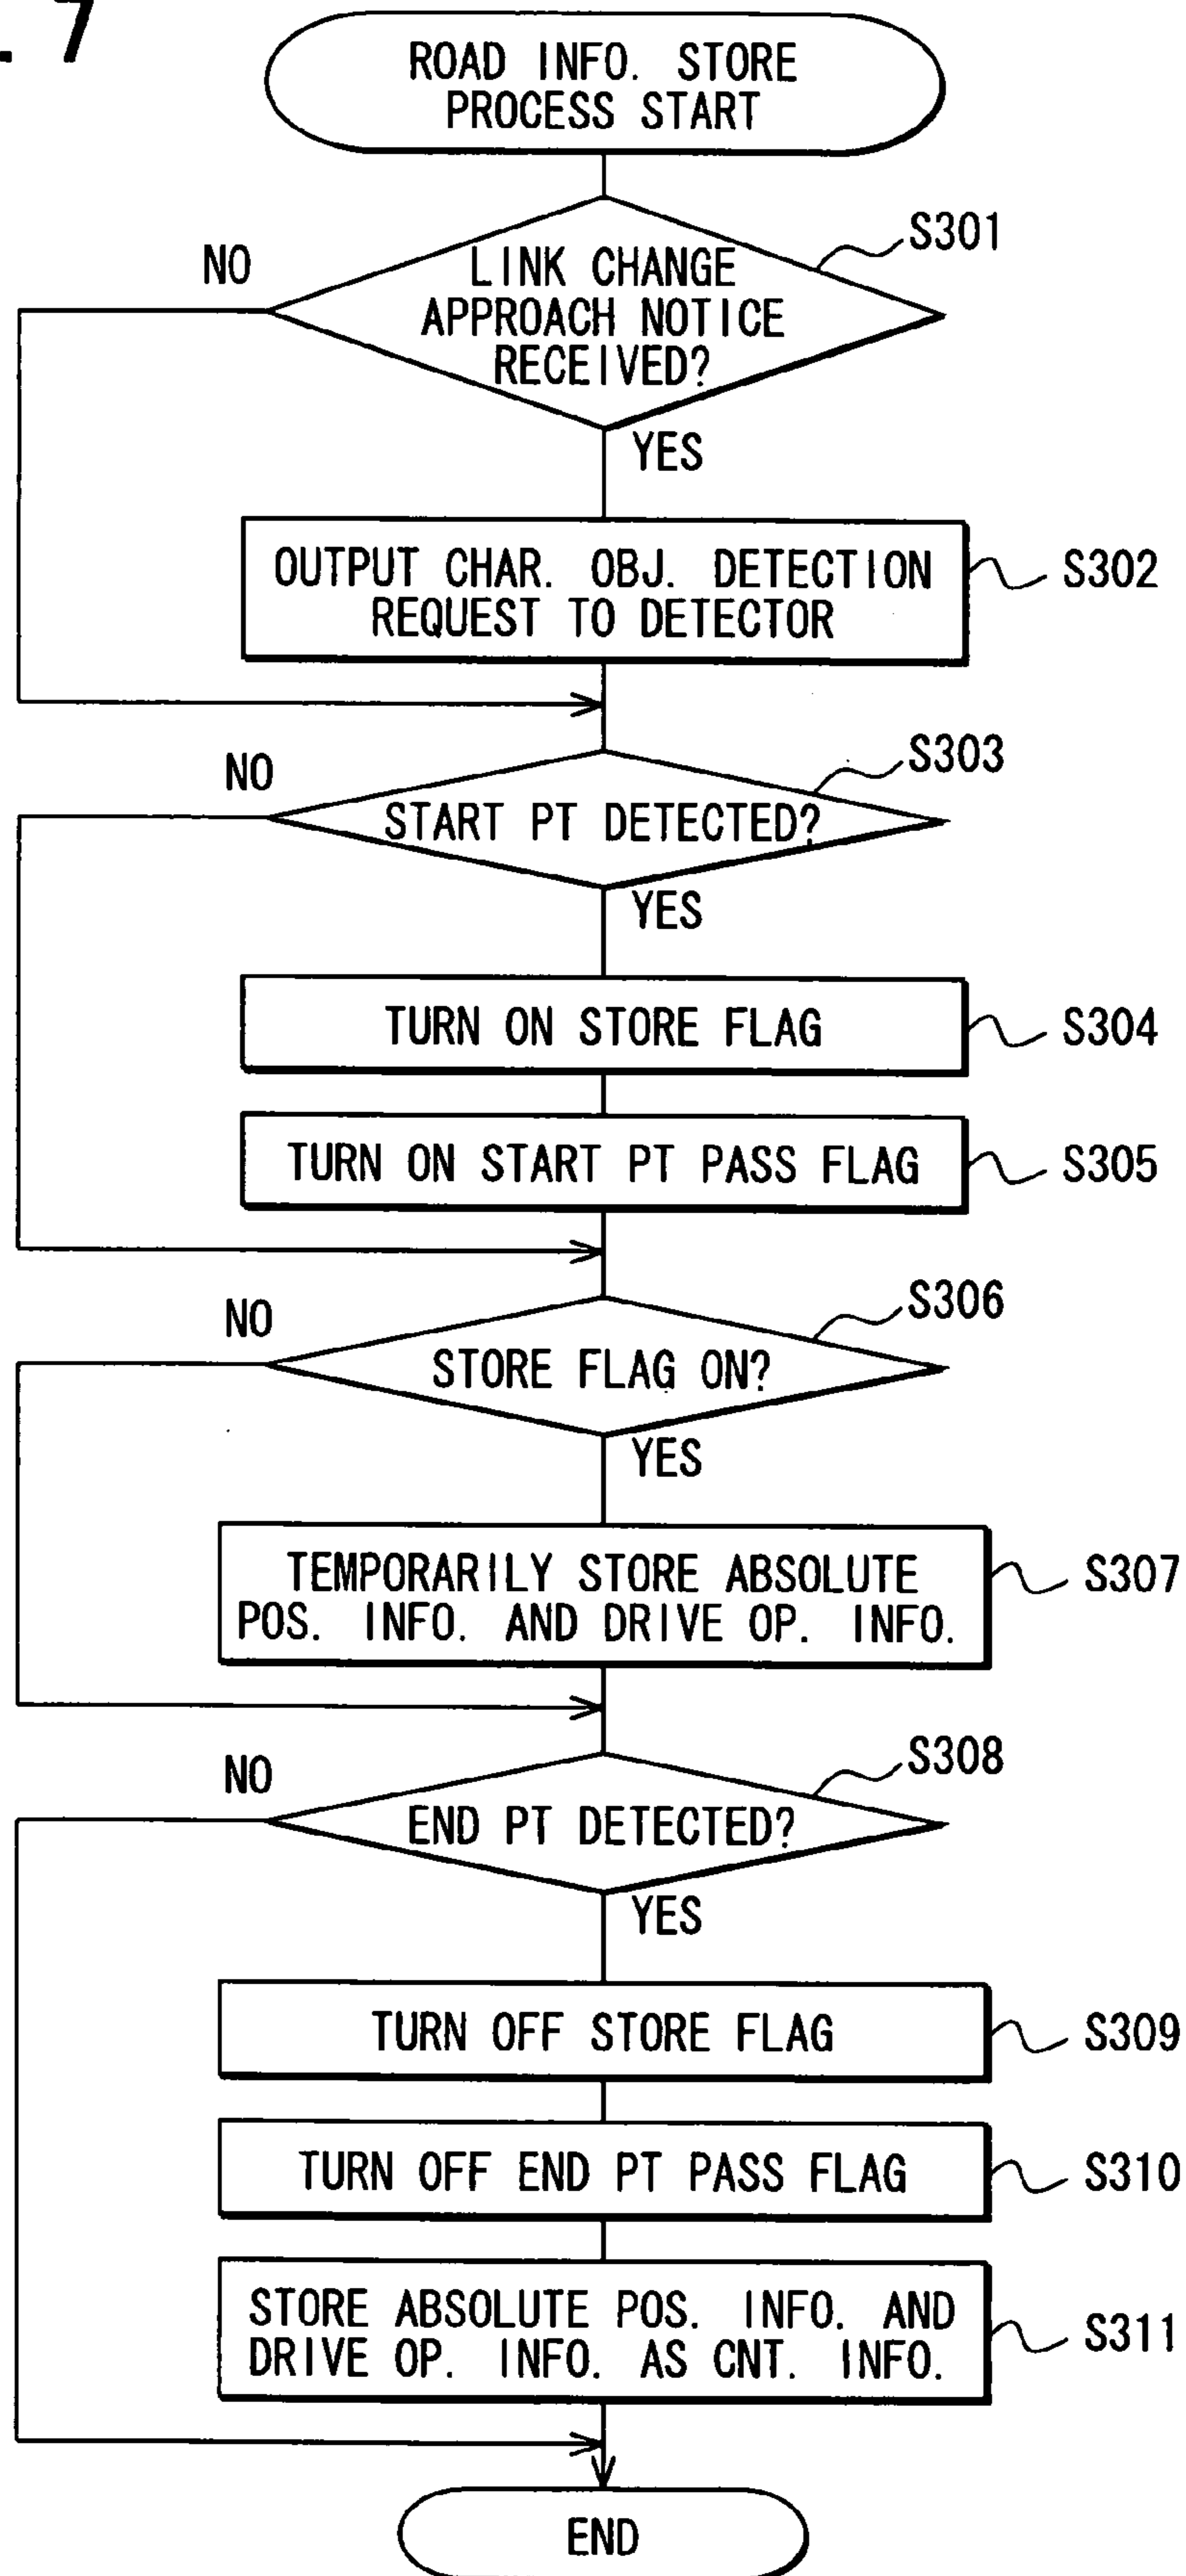 . 7
ROAD INFO. STORE
PROCESS START
S301
NO
LINK CHANGE
APPROACH NOTICE
RECEIVED?
YES
OUTPUT CHAR. OBJ. DETECTION
REQUEST TO DETECTOR
S302
S303
NO
START PT DETECTED?
YES
TURN ON STORE FLAG
S304
TURN ON START PT PASS FLAG
S305
S306
NO
STORE FLAG ON?
YES
TEMPORARILY STORE ABSOLUTE
POS. INFO. AND DRIVE OP. INFO.
S307
S308
NO
END PT DETECTED?
YES
TURN OFF STORE FLAG
S309
TURN OFF END PT PASS FLAG
S310
STORE ABSOLUTE POS. INFO. AND
DRIVE OP. INFO. AS CNT. INFO.
S311
END